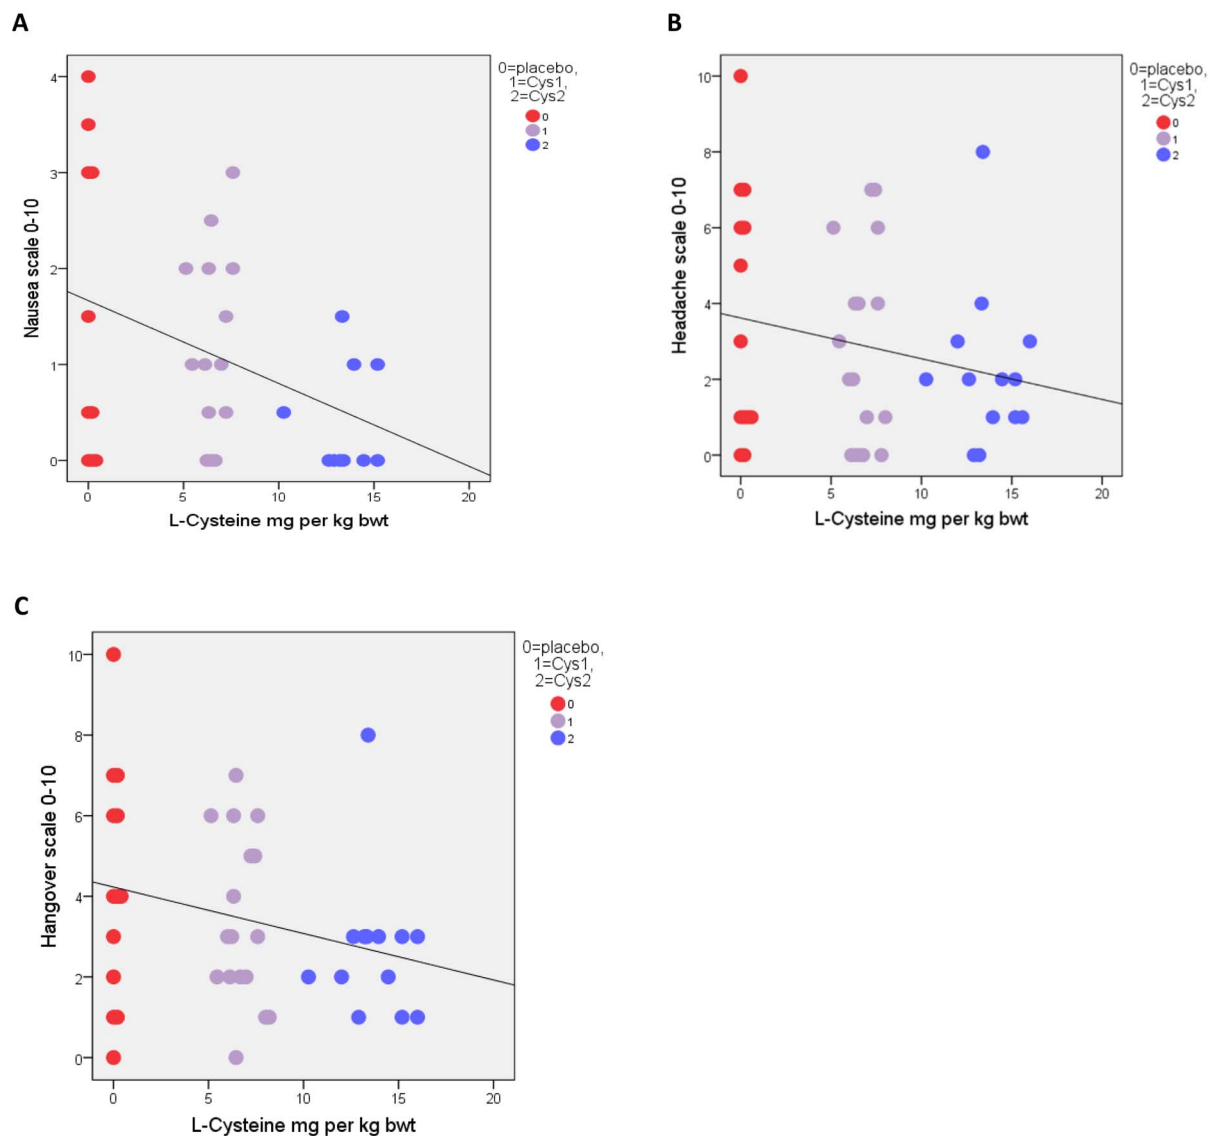 A
Nausea scale 0-10
4
3
2
1
0
0
5
10
15
20
L-Cysteine mg per kg bwt
0=placebo,
1=Cys1,
2=Cys2
0
1
2
B
Headache scale 0-10
10
8
6
4
2
0
0
5
10
15
20
L-Cysteine mg per kg bwt
0=placebo,
1=Cys1,
2=Cys2
0
1
2
C
Hangover scale 0-10
10
8
6
4
2
0
0
5
10
15
20
L-Cysteine mg per kg bwt
0=placebo,
1=Cys1,
2=Cys2
0
1
2